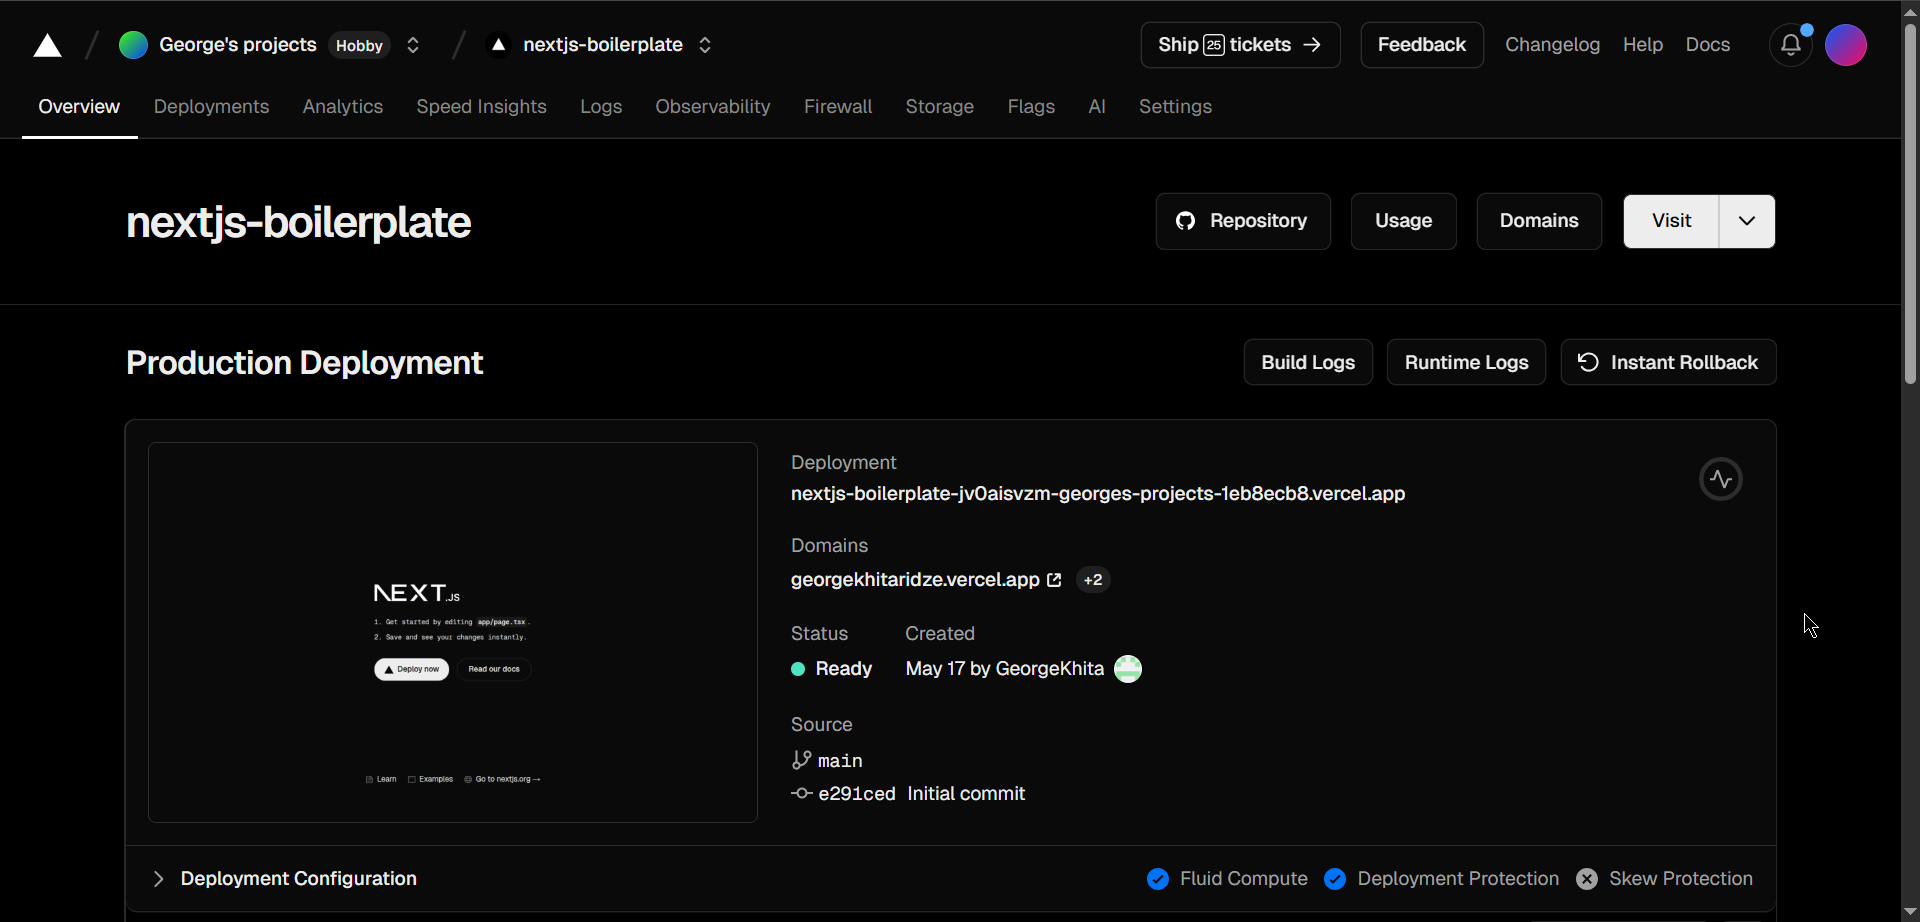 George's projects Hobby nextjs-boilerplate Ship 25 tickets → Feedback Changelog Help Docs
Overview Deployments Analytics Speed Insights Logs Observability Firewall Storage Flags AI Settings
nextjs-boilerplate Repository Usage Domains Visit
Production Deployment Build Logs Runtime Logs Instant Rollback
NEXT.JS
1. Get started by editing app/page.tsx.
2. Save and see your changes instantly.
Deploy now Read our docs
Learn Examples Go to nextjs.org →
Deployment
nextjs-boilerplate-jv0aisvzm-georges-projects-1eb8ecb8.vercel.app
Domains
georgekhitaridze.vercel.app +2
Status Created
Ready May 17 by GeorgeKhita
Source
main
e291ced Initial commit
Deployment Configuration Fluid Compute Deployment Protection Skew Protection